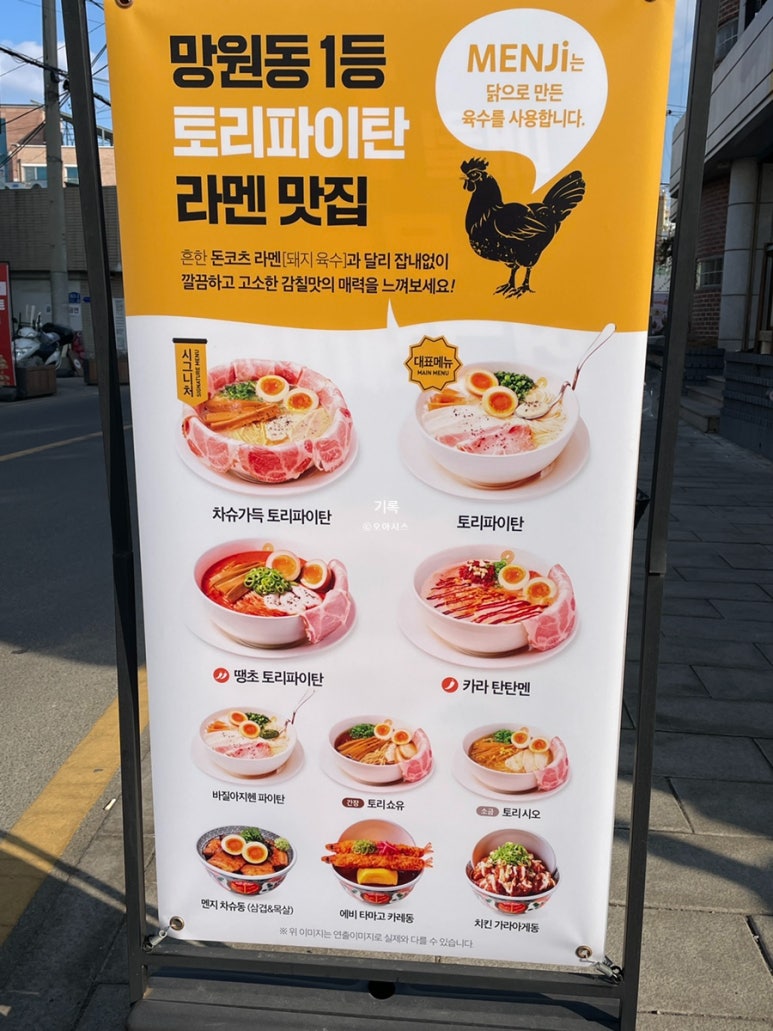 망원동 1등
토리파이탄
라멘 맛집
MENJi는
닭으로 만든
육수를 사용합니다.
흔한 돈코츠 라멘[돼지 육수]과 달리 잡내없이
깔끔하고 고소한 감칠맛의 매력을 느껴보세요!
시그니처
SIGNATURE MENU
대표메뉴
MAIN MENU
차슈가득 토리파이탄
토리파이탄
기록
ⓒ오아시스
땡초 토리파이탄
카라 탄탄멘
바질아지헨 파이탄
간장 토리쇼유
소금 토리시오
멘지 차슈동 (삼겹&목살)
에비 타마고 카레동
치킨 가라아게동
※ 위 이미지는 연출이미지로 실제와 다를 수 있습니다.